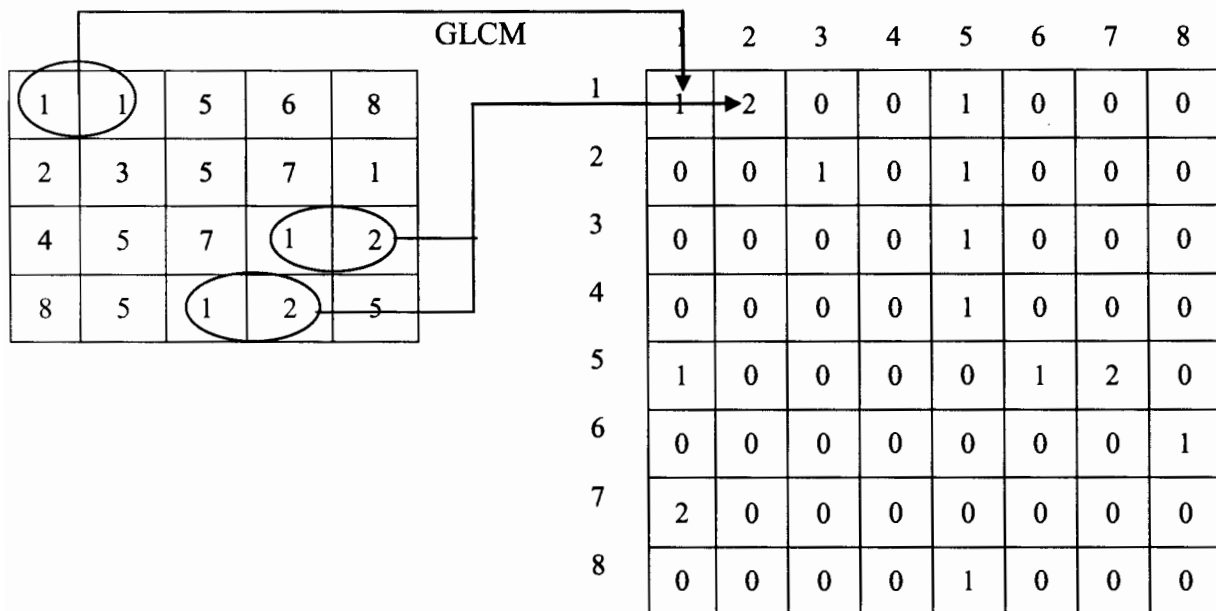 GLCM
1 2 3 4 5 6 7 8
1 1 5 6 8
2 3 5 7 1
4 5 7 1 2
8 5 1 2 5
1 1 2 0 0 1 0 0 0
2 0 0 1 0 1 0 0 0
3 0 0 0 0 1 0 0 0
4 0 0 0 0 1 0 0 0
5 1 0 0 0 0 1 2 0
6 0 0 0 0 0 0 0 1
7 2 0 0 0 0 0 0 0
8 0 0 0 0 1 0 0 0